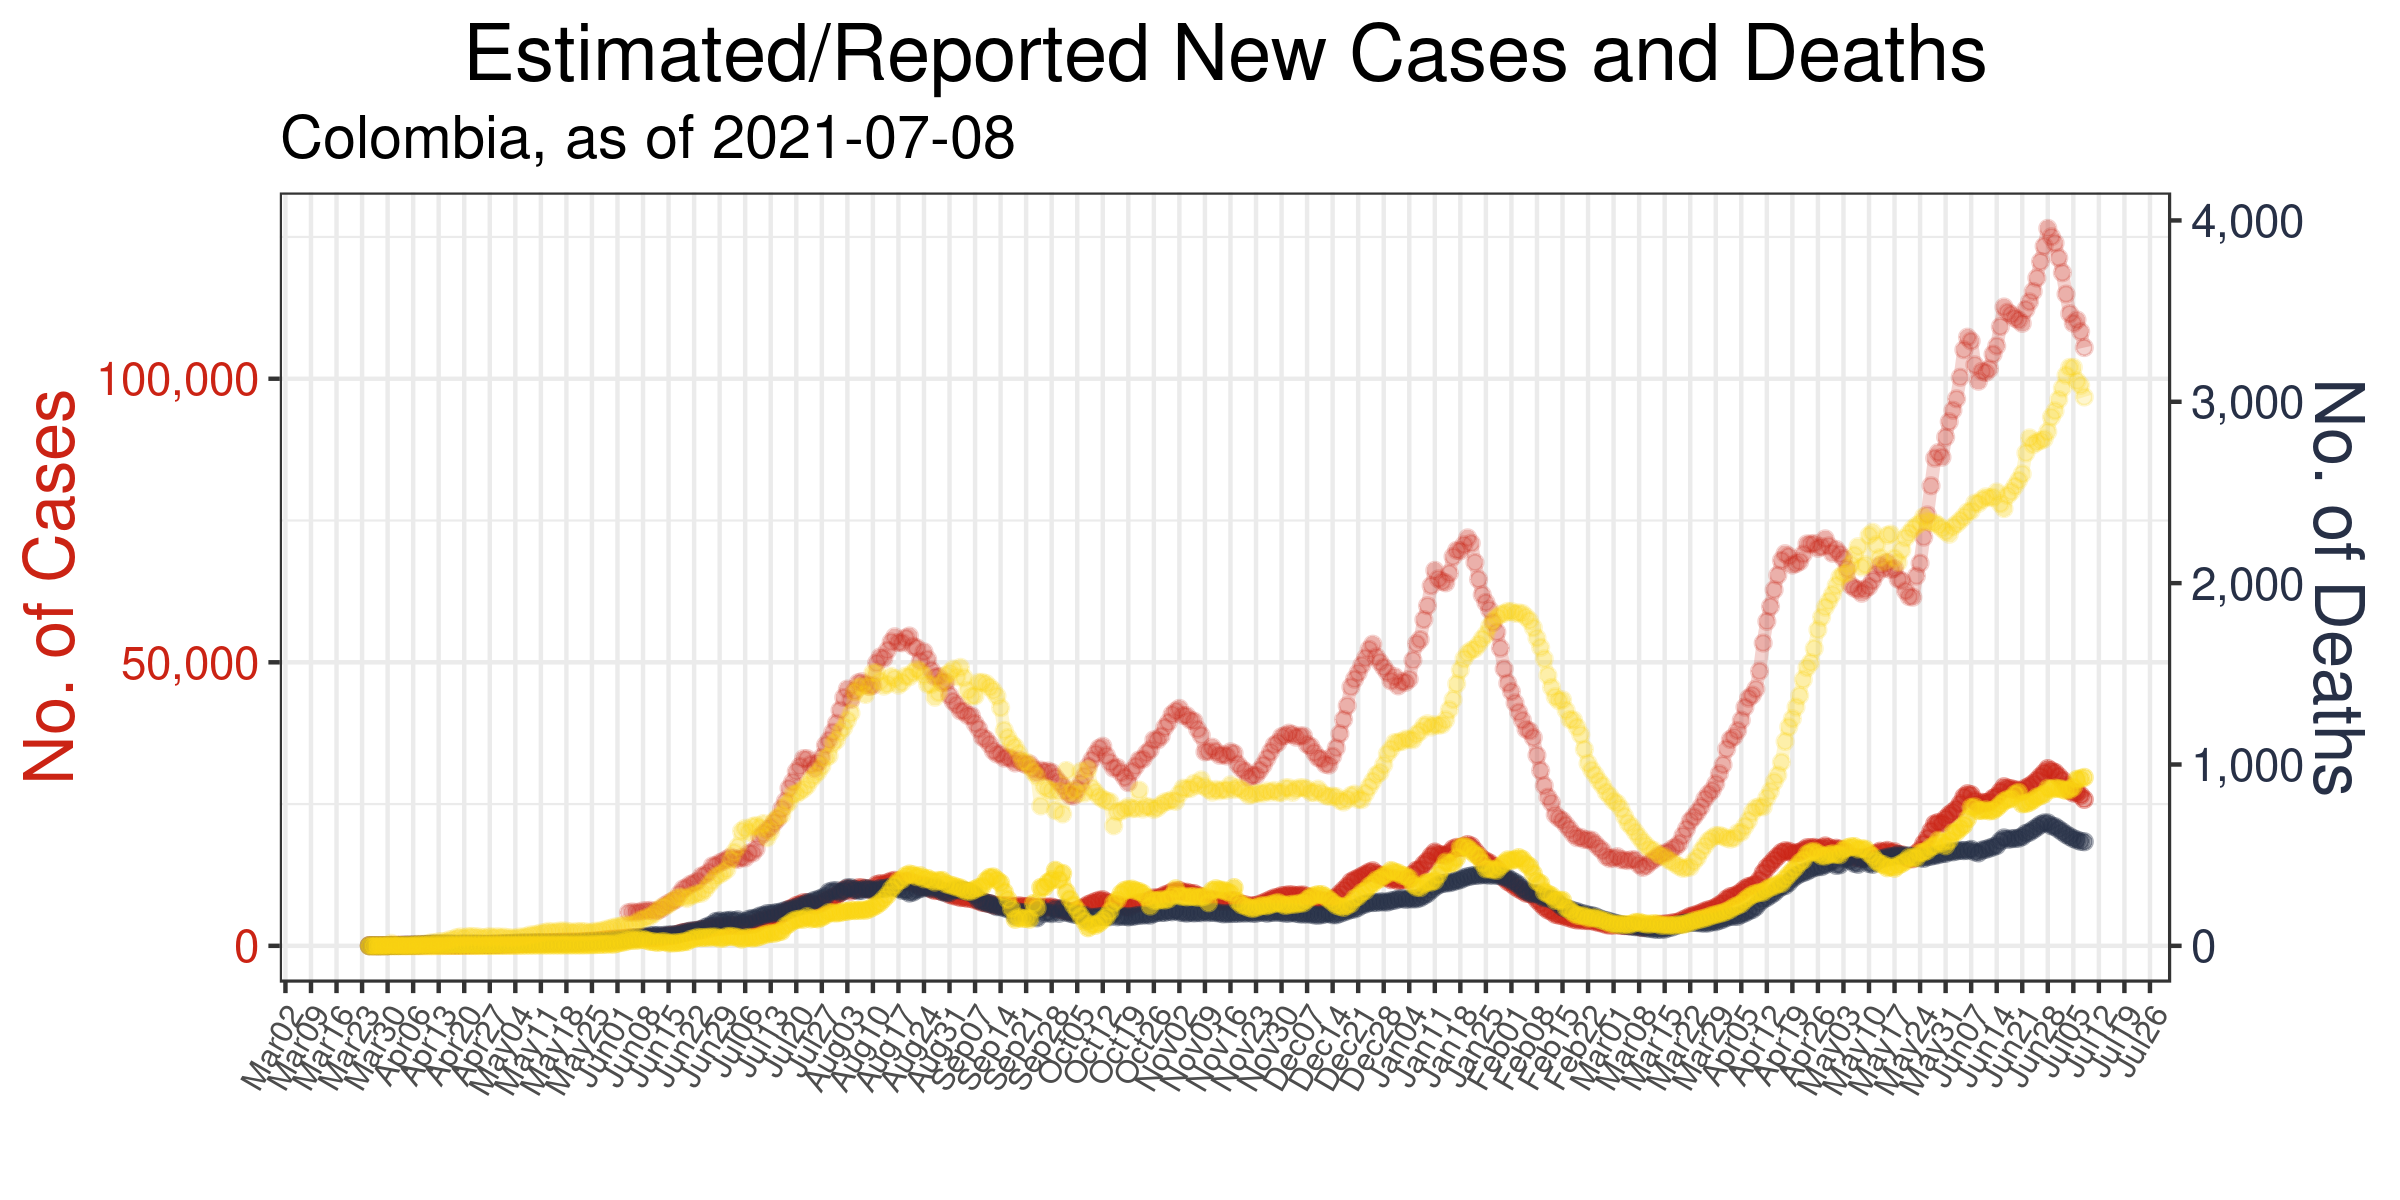 Estimated/Reported New Cases and Deaths
Colombia, as of 2021-07-08
No. of Cases
100,000
50,000
0
4,000
3,000
2,000
1,000
0
No. of Deaths
Mar02
Mar09
Mar16
Mar23
Mar30
Apr06
Apr13
Apr20
Apr27
May04
May11
May18
May25
Jun01
Jun08
Jun15
Jun22
Jun29
Jul06
Jul13
Jul20
Jul27
Aug03
Aug10
Aug17
Aug24
Aug31
Sep07
Sep14
Sep21
Sep28
Oct05
Oct12
Oct19
Oct26
Nov02
Nov09
Nov16
Nov23
Nov30
Dec07
Dec14
Dec21
Dec28
Jan04
Jan11
Jan18
Jan25
Feb01
Feb08
Feb15
Feb22
Mar01
Mar08
Mar15
Mar22
Mar29
Apr05
Apr12
Apr19
Apr26
May03
May10
May17
May24
May31
Jun07
Jun14
Jun21
Jun28
Jul05
Jul12
Jul19
Jul26